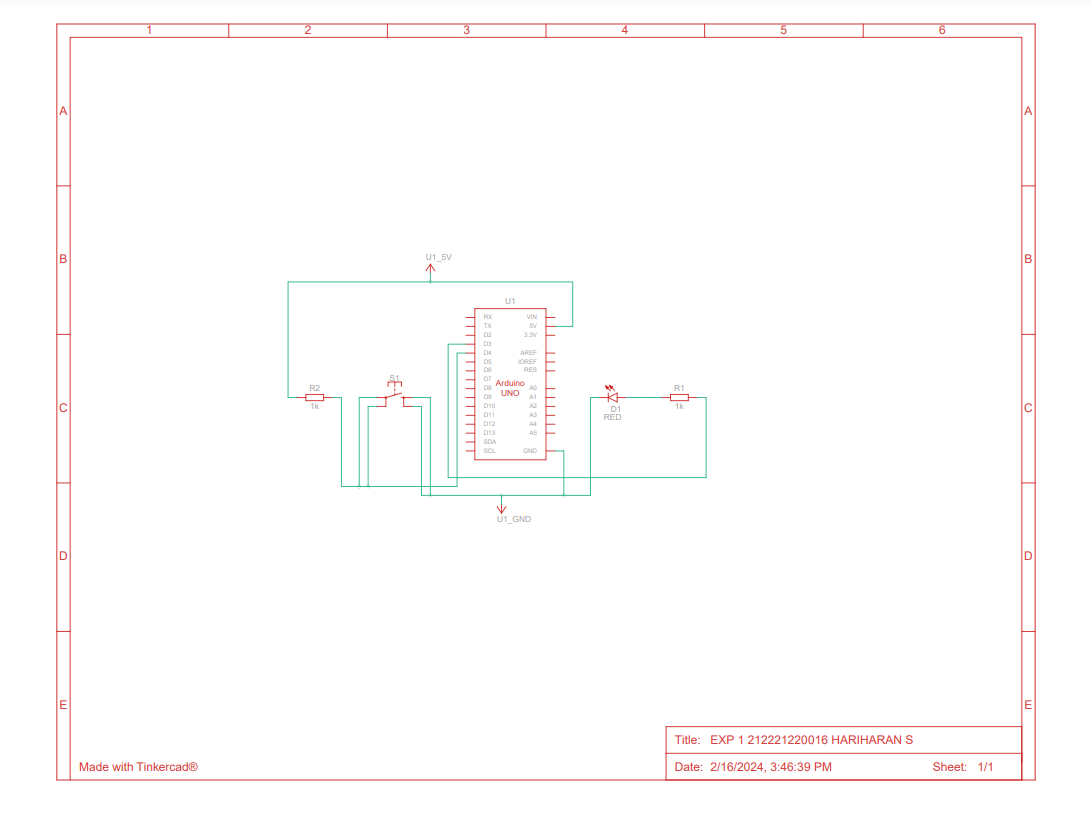 1 2 3 4 5 6
A A
B B
U1_5V
U1
RX VIN
TX 5V
D2 3.3V
D3
D4 AREF
D5 IOREF
D6 RES
D7
S1
Arduino
UNO
R2 D8 A0 R1
D9 A1
1k D10 A2 D1 1k
C C
D11 A3 RED
D12 A4
D13 A5
SDA
SCL GND
U1_GND
D D
E E
Title: EXP 1 212221220016 HARIHARAN S
Made with Tinkercad® Date: 2/16/2024, 3:46:39 PM Sheet: 1/1